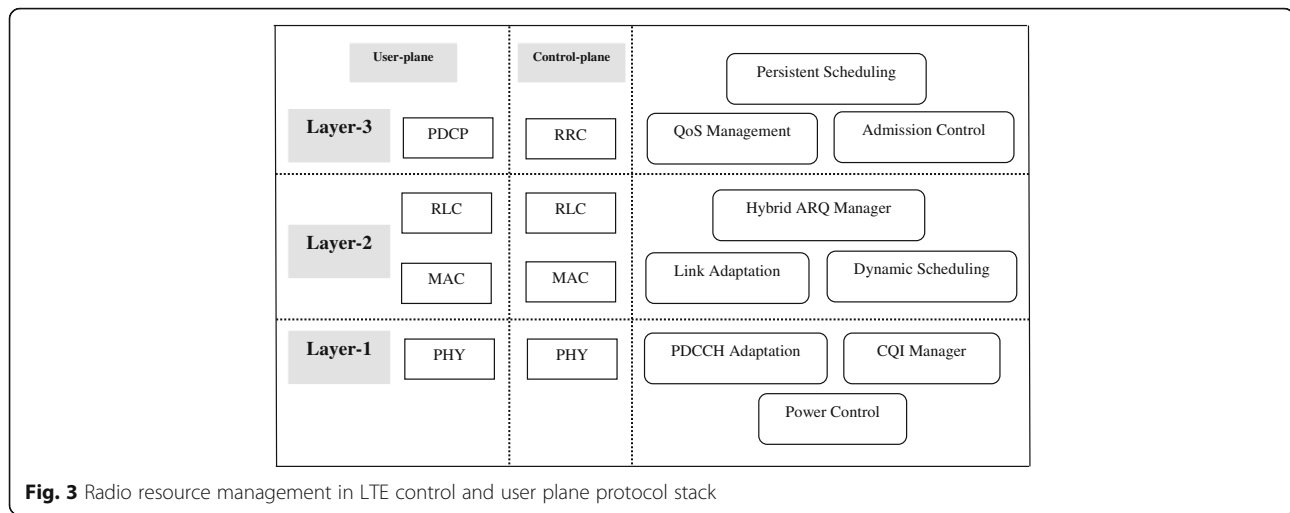 User-plane
Control-plane
Persistent Scheduling
Layer-3
PDCP
RRC
QoS Management
Admission Control
RLC
RLC
Hybrid ARQ Manager
Layer-2
MAC
MAC
Link Adaptation
Dynamic Scheduling
Layer-1
PHY
PHY
PDCCH Adaptation
CQI Manager
Power Control
Fig. 3 Radio resource management in LTE control and user plane protocol stack